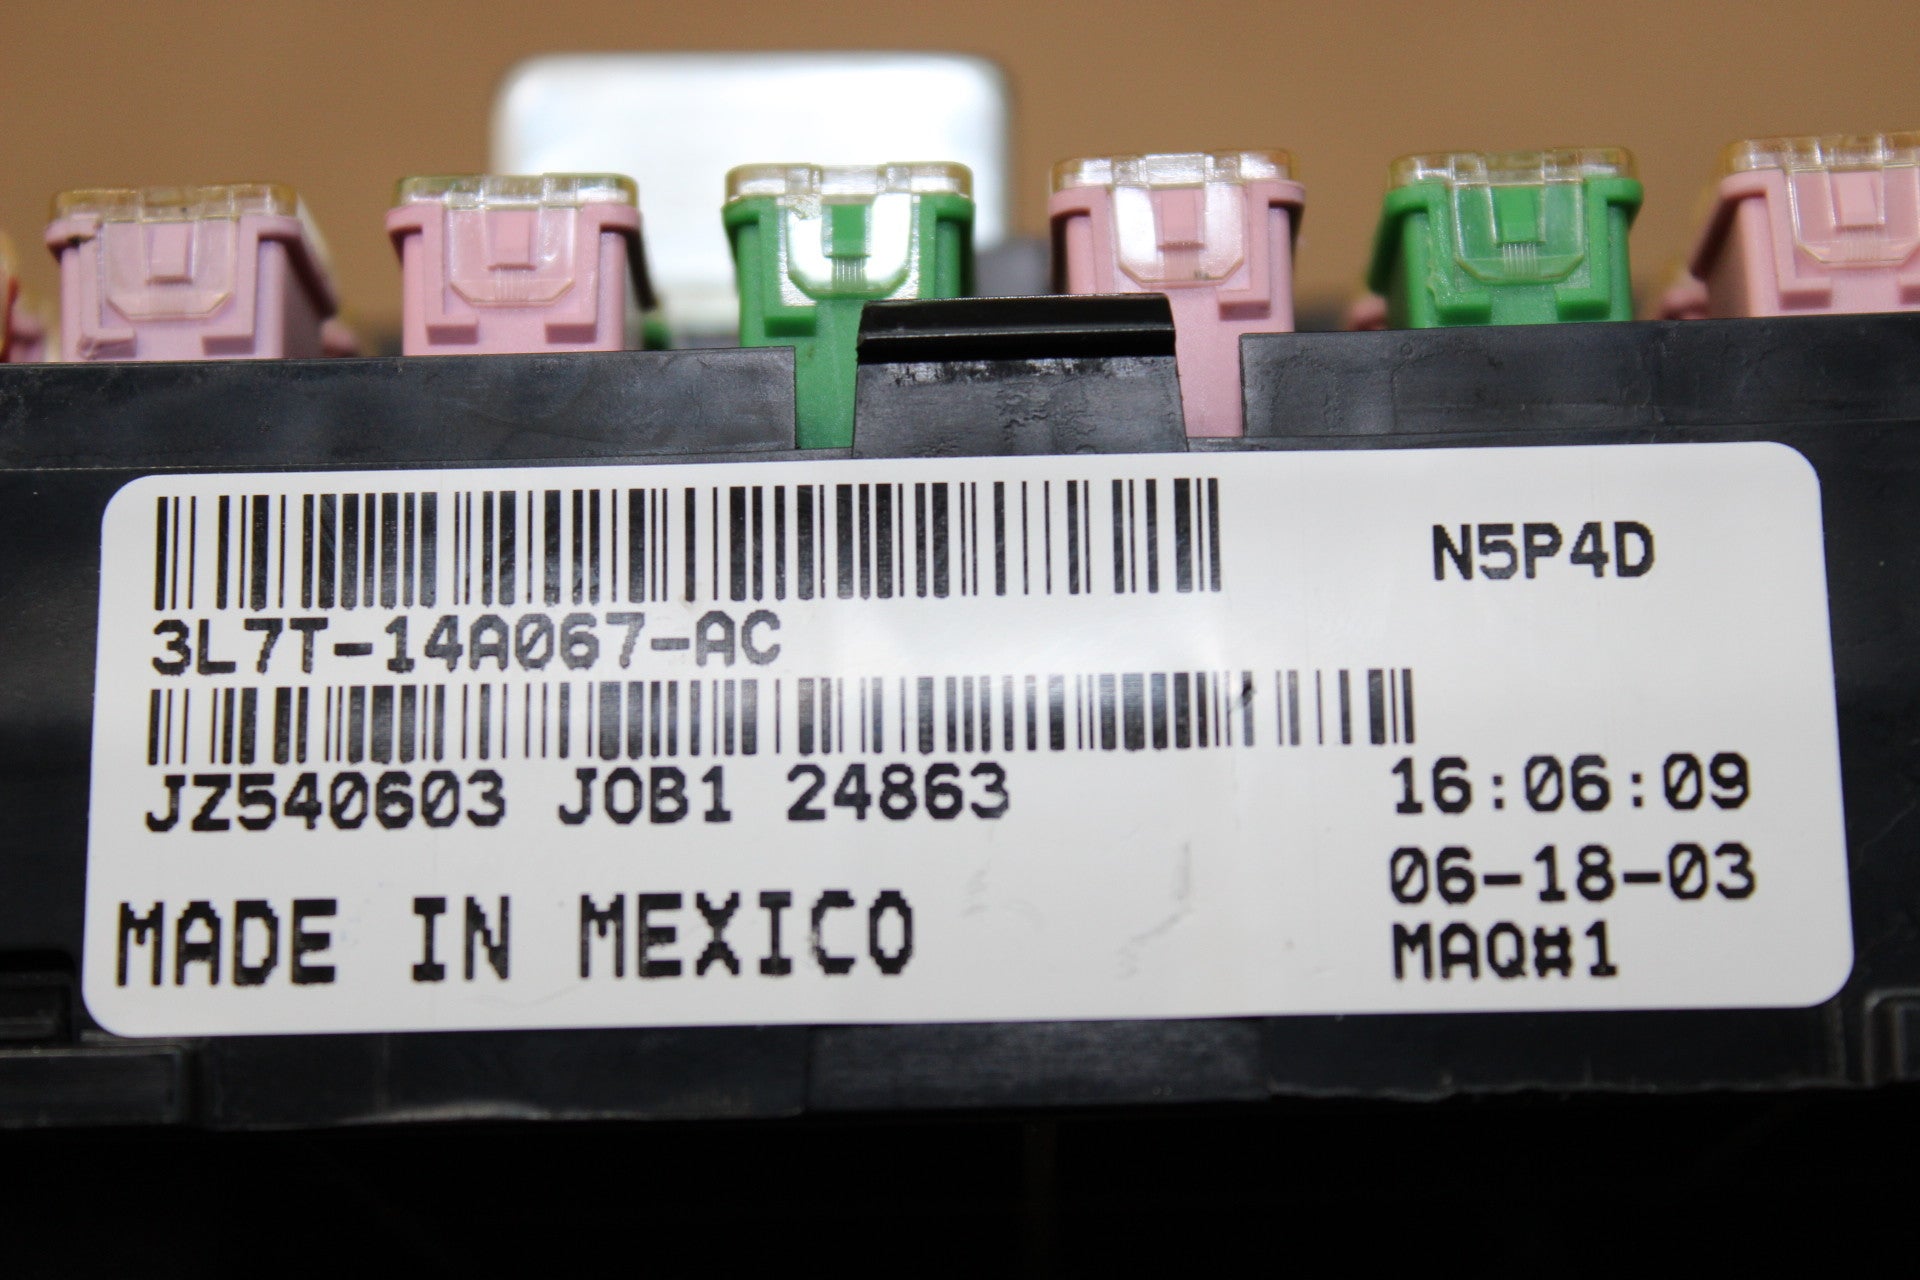 N5P4D
3L7T-14A067-AC
JZ540603 JOB1 24863
16:06:09
06-18-03
MADE IN MEXICO
MAQ#1